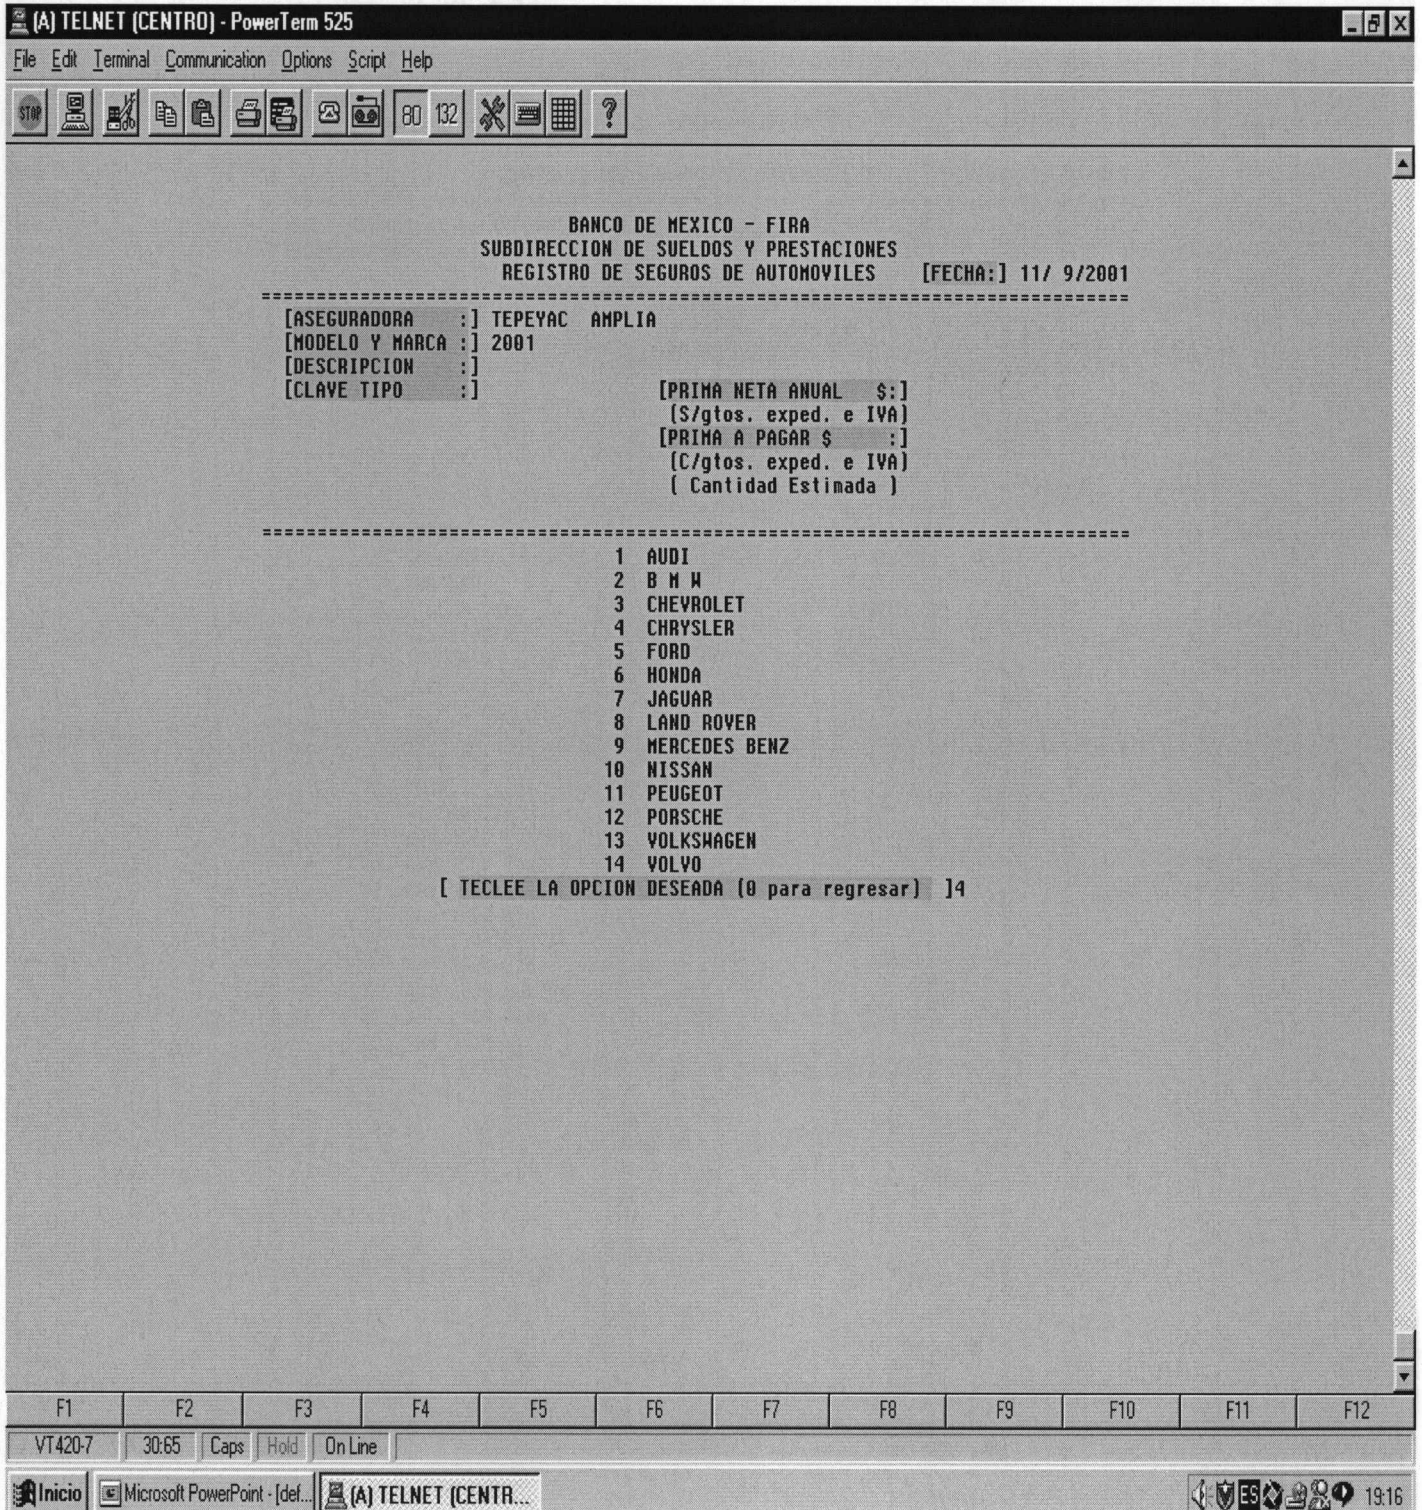 (A) TELNET (CENTRO) - PowerTerm 525
File Edit Terminal Communication Options Script Help
STOP 80 132 ?
BANCO DE MEXICO - FIRA
SUBDIRECCION DE SUELDOS Y PRESTACIONES
REGISTRO DE SEGUROS DE AUTOMOVILES [FECHA:] 11/ 9/2001
==============================================================================
[ASEGURADORA :] TEPEYAC AMPLIA
[MODELO Y MARCA :] 2001
[DESCRIPCION :]
[CLAVE TIPO :] [PRIMA NETA ANUAL $:]
(S/gtos. exped. e IVA)
[PRIMA A PAGAR $ :]
(C/gtos. exped. e IVA)
( Cantidad Estimada )
==============================================================================
1 AUDI
2 B M W
3 CHEVROLET
4 CHRYSLER
5 FORD
6 HONDA
7 JAGUAR
8 LAND ROVER
9 MERCEDES BENZ
10 NISSAN
11 PEUGEOT
12 PORSCHE
13 VOLKSWAGEN
14 VOLVO
[ TECLEE LA OPCION DESEADA (0 para regresar) ]4
F1 F2 F3 F4 F5 F6 F7 F8 F9 F10 F11 F12
VT420-7 30:65 Caps Hold On Line
Inicio Microsoft PowerPoint - [def... (A) TELNET (CENTR... ES 19:16